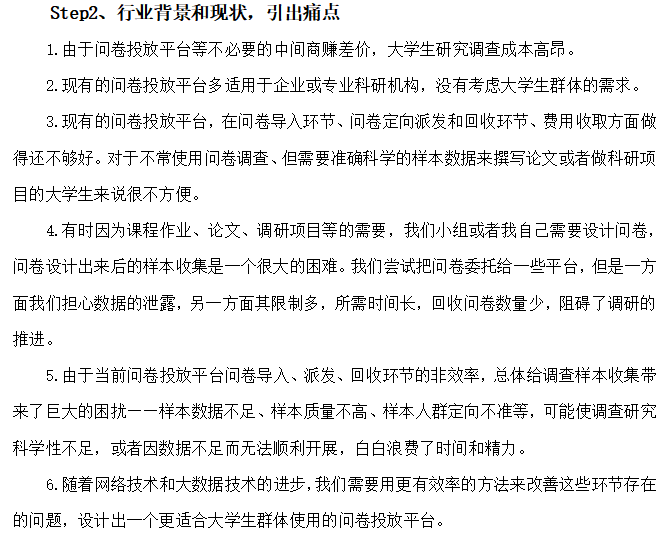 Step2、行业背景和现状，引出痛点
1.由于问卷投放平台等不必要的中间商赚差价，大学生研究调查成本高昂。
2.现有的问卷投放平台多适用于企业或专业科研机构，没有考虑大学生群体的需求。
3.现有的问卷投放平台，在问卷导入环节、问卷定向派发和回收环节、费用收取方面做
得还不够好。对于不常使用问卷调查、但需要准确科学的样本数据来撰写论文或者做科研项
目的大学生来说很不方便。
4.有时因为课程作业、论文、调研项目等的需要，我们小组或者我自己需要设计问卷，
问卷设计出来后的样本收集是一个很大的困难。我们尝试把问卷委托给一些平台，但是一方
面我们担心数据的泄露，另一方面其限制多，所需时间长，回收问卷数量少，阻碍了调研的
推进。
5.由于当前问卷投放平台问卷导入、派发、回收环节的非效率，总体给调查样本收集带
来了巨大的困扰——样本数据不足、样本质量不高、样本人群定向不准等，可能使调查研究
科学性不足，或者因数据不足而无法顺利开展，白白浪费了时间和精力。
6.随着网络技术和大数据技术的进步，我们需要用更有效率的方法来改善这些环节存在
的问题，设计出一个更适合大学生群体使用的问卷投放平台。